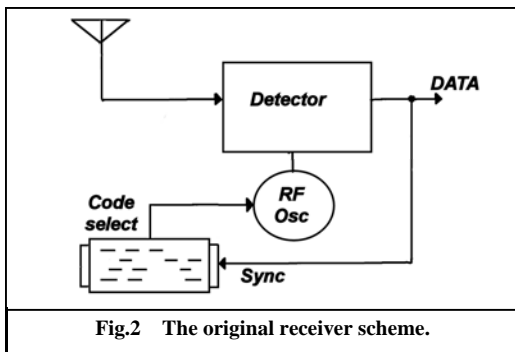 Detector
DATA
RF
Osc
Code
select
Sync
Fig.2 The original receiver scheme.